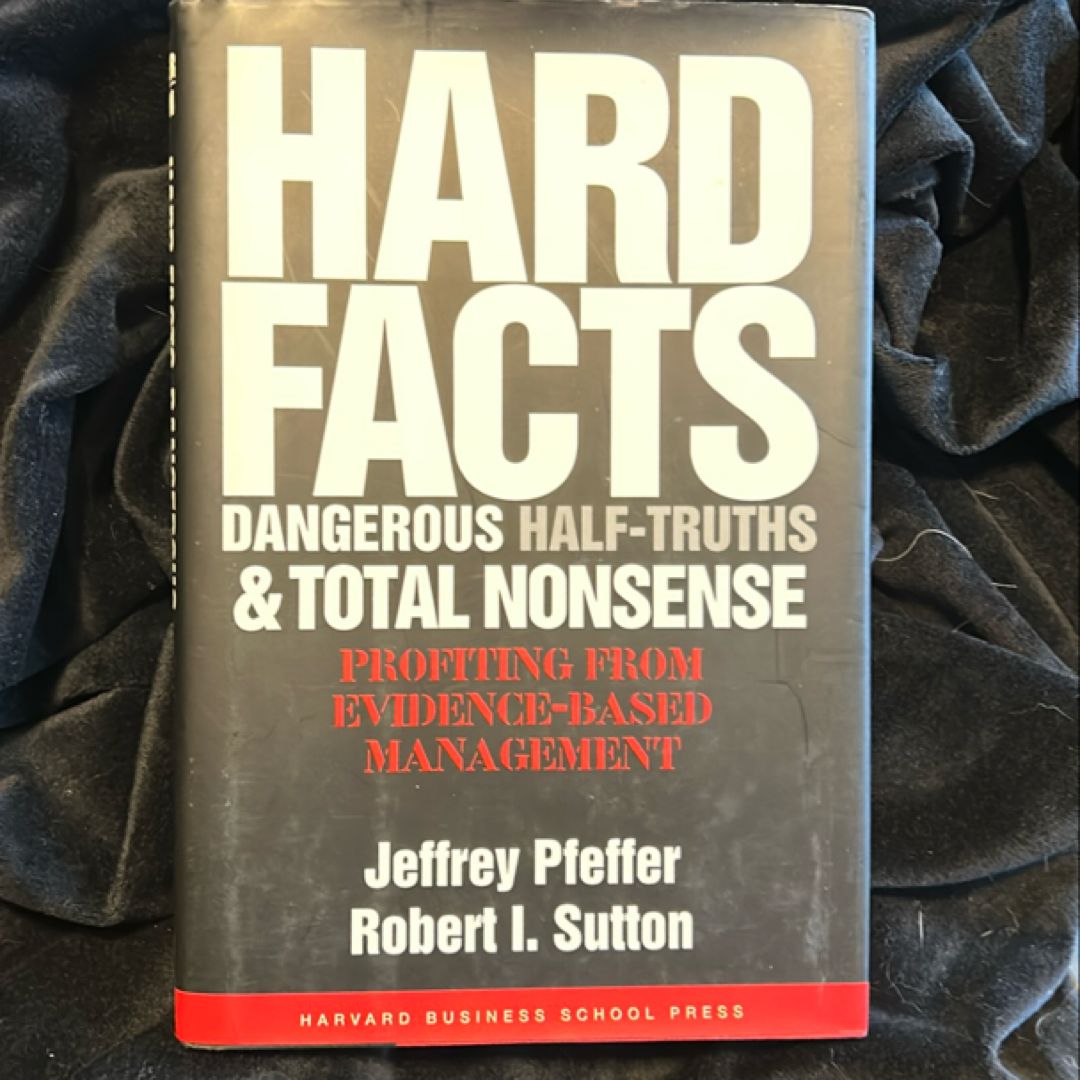 HARD
FACTS
DANGEROUS HALF-TRUTHS
& TOTAL NONSENSE
PROFITING FROM
EVIDENCE-BASED
MANAGEMENT
Jeffrey Pfeffer
Robert I. Sutton
HARVARD BUSINESS SCHOOL PRESS